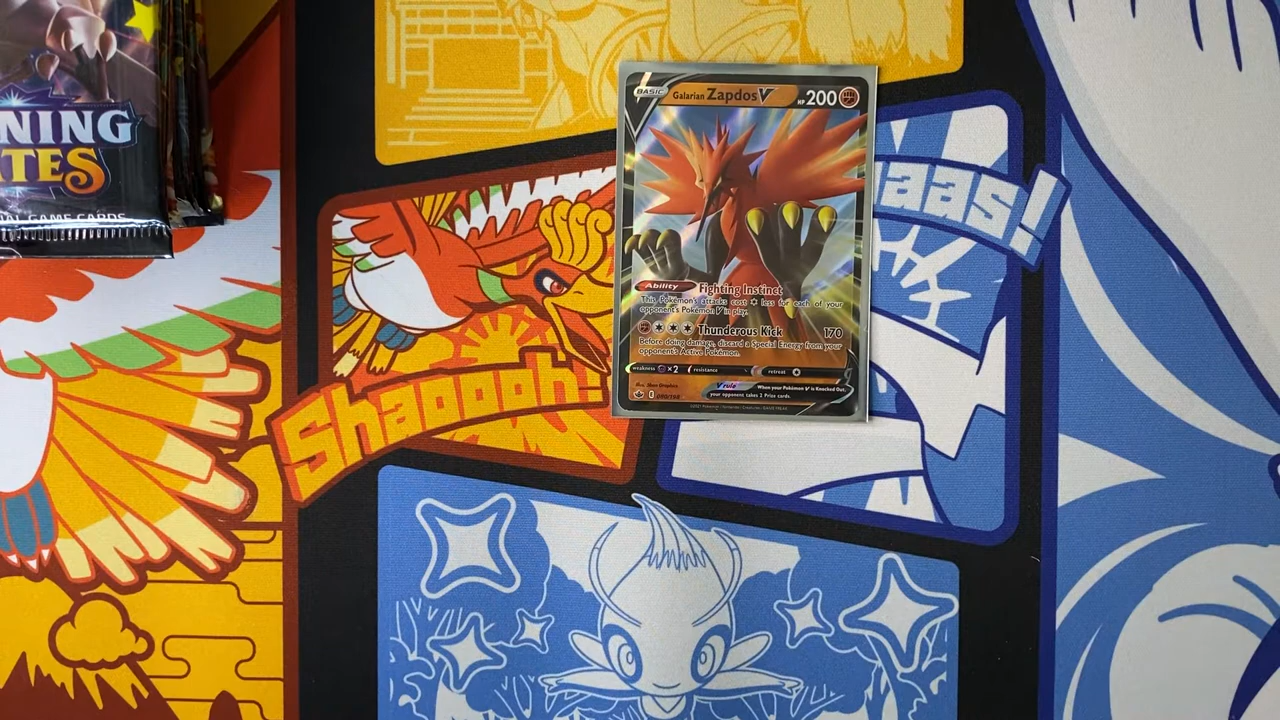 NING
ATES
AL GAME CARDS
BASIC
Galarian Zapdos V
HP 200
Ability Fighting Instinct
This Pokémon's attacks cost less for each of your
opponent's Pokémon V in play.
Thunderous Kick 170
Before doing damage, discard a Special Energy from your
opponent's Active Pokémon.
weakness ×2 resistance retreat
V rule When your Pokémon V is Knocked Out,
your opponent takes 2 Prize cards.
080/198
Shaoooh!
aas!